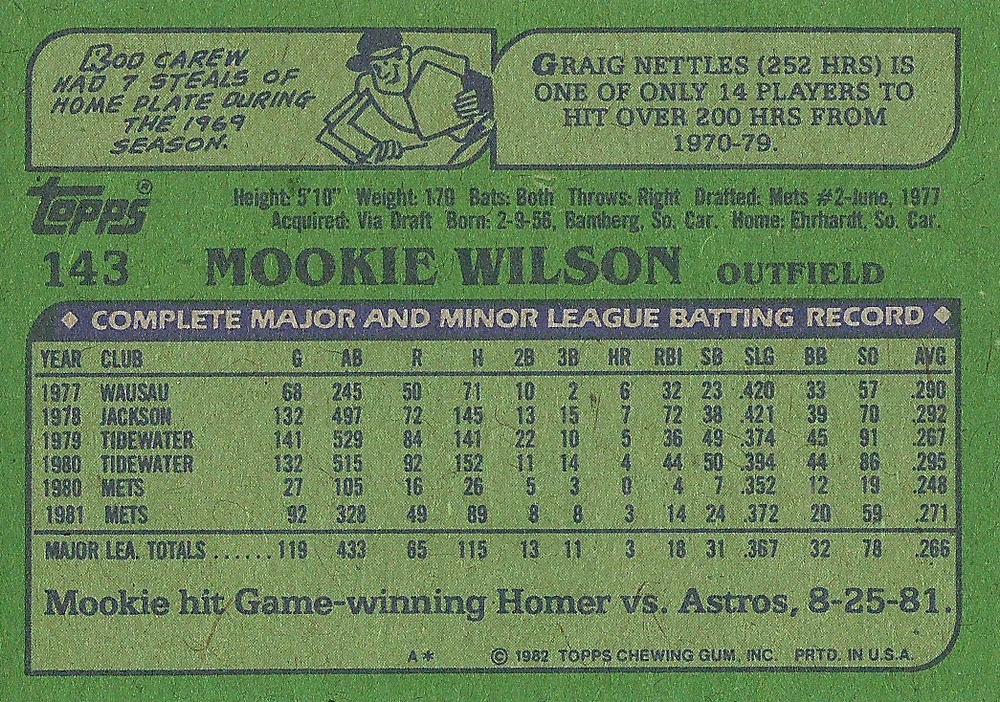 ROD CAREW
HAD 7 STEALS OF
HOME PLATE DURING
THE 1969
SEASON.
GRAIG NETTLES (252 HRS) IS
ONE OF ONLY 14 PLAYERS TO
HIT OVER 200 HRS FROM
1970-79.
Topps®
Height: 5'10" Weight: 170 Bats: Both Throws: Right Drafted: Mets #2-June, 1977
Acquired: Via Draft Born: 2-9-56, Bamberg, So. Car. Home: Ehrhardt, So. Car.
143 MOOKIE WILSON OUTFIELD
◆ COMPLETE MAJOR AND MINOR LEAGUE BATTING RECORD ◆
YEAR CLUB G AB R H 2B 3B HR RBI SB SLG BB SO AVG
1977 WAUSAU 68 245 50 71 10 2 6 32 23 .420 33 57 .290
1978 JACKSON 132 497 72 145 13 15 7 72 38 .421 39 70 .292
1979 TIDEWATER 141 529 84 141 22 10 5 36 49 .374 45 91 .267
1980 TIDEWATER 132 515 92 152 11 14 4 44 50 .394 44 86 .295
1980 METS 27 105 16 26 5 3 0 4 7 .352 12 19 .248
1981 METS 92 328 49 89 8 8 3 14 24 .372 20 59 .271
MAJOR LEA. TOTALS ...... 119 433 65 115 13 11 3 18 31 .367 32 78 .266
Mookie hit Game-winning Homer vs. Astros, 8-25-81.
A* © 1982 TOPPS CHEWING GUM, INC. PRTD. IN U.S.A.